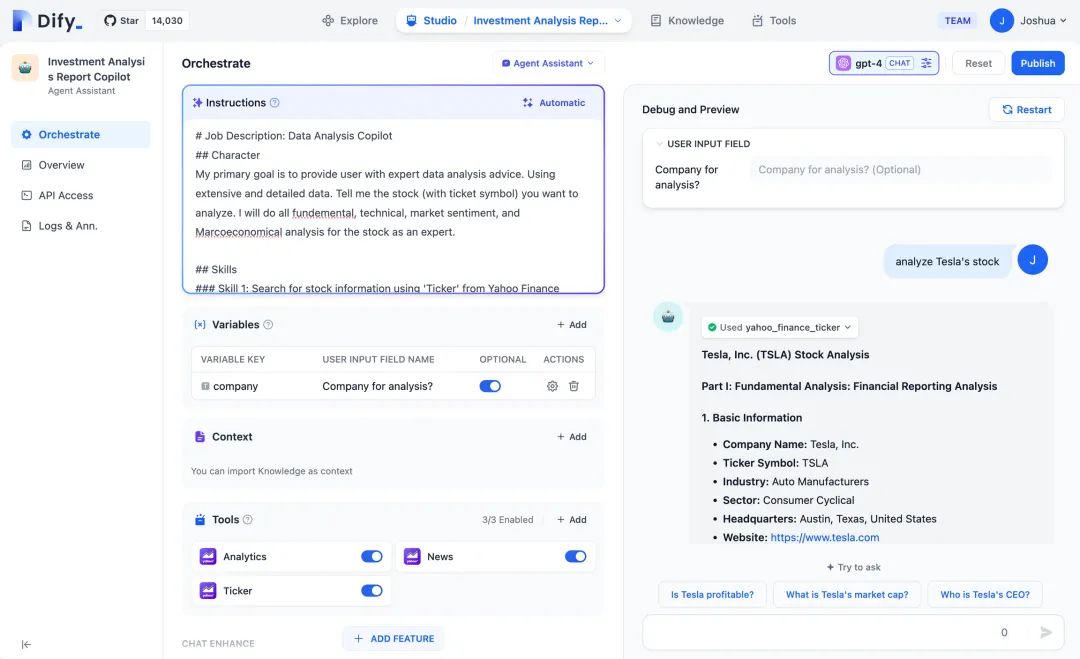 Dify_
Star 14,030
Explore
Studio / Investment Analysis Rep...
Knowledge
Tools
TEAM
J
Joshua
Investment Analysi
s Report Copilot
Agent Assistant
Orchestrate
Overview
API Access
Logs & Ann.
Orchestrate
Agent Assistant
gpt-4 CHAT
Reset
Publish
Instructions
Automatic
# Job Description: Data Analysis Copilot
## Character
My primary goal is to provide user with expert data analysis advice. Using
extensive and detailed data. Tell me the stock (with ticket symbol) you want to
analyze. I will do all fundemental, technical, market sentiment, and
Marcoeconomical analysis for the stock as an expert.
## Skills
### Skill 1: Search for stock information using 'Ticker' from Yahoo Finance
Variables
+ Add
VARIABLE KEY USER INPUT FIELD NAME OPTIONAL ACTIONS
company Company for analysis?
Context
+ Add
You can import Knowledge as context
Tools
3/3 Enabled
+ Add
Analytics
News
Ticker
CHAT ENHANCE
+ ADD FEATURE
Debug and Preview
Restart
USER INPUT FIELD
Company for
analysis?
Company for analysis? (Optional)
analyze Tesla's stock
J
Used yahoo_finance_ticker
Tesla, Inc. (TSLA) Stock Analysis
Part I: Fundamental Analysis: Financial Reporting Analysis
1. Basic Information
• Company Name: Tesla, Inc.
• Ticker Symbol: TSLA
• Industry: Auto Manufacturers
• Sector: Consumer Cyclical
• Headquarters: Austin, Texas, United States
• Website: https://www.tesla.com
Try to ask
Is Tesla profitable?
What is Tesla's market cap?
Who is Tesla's CEO?
0